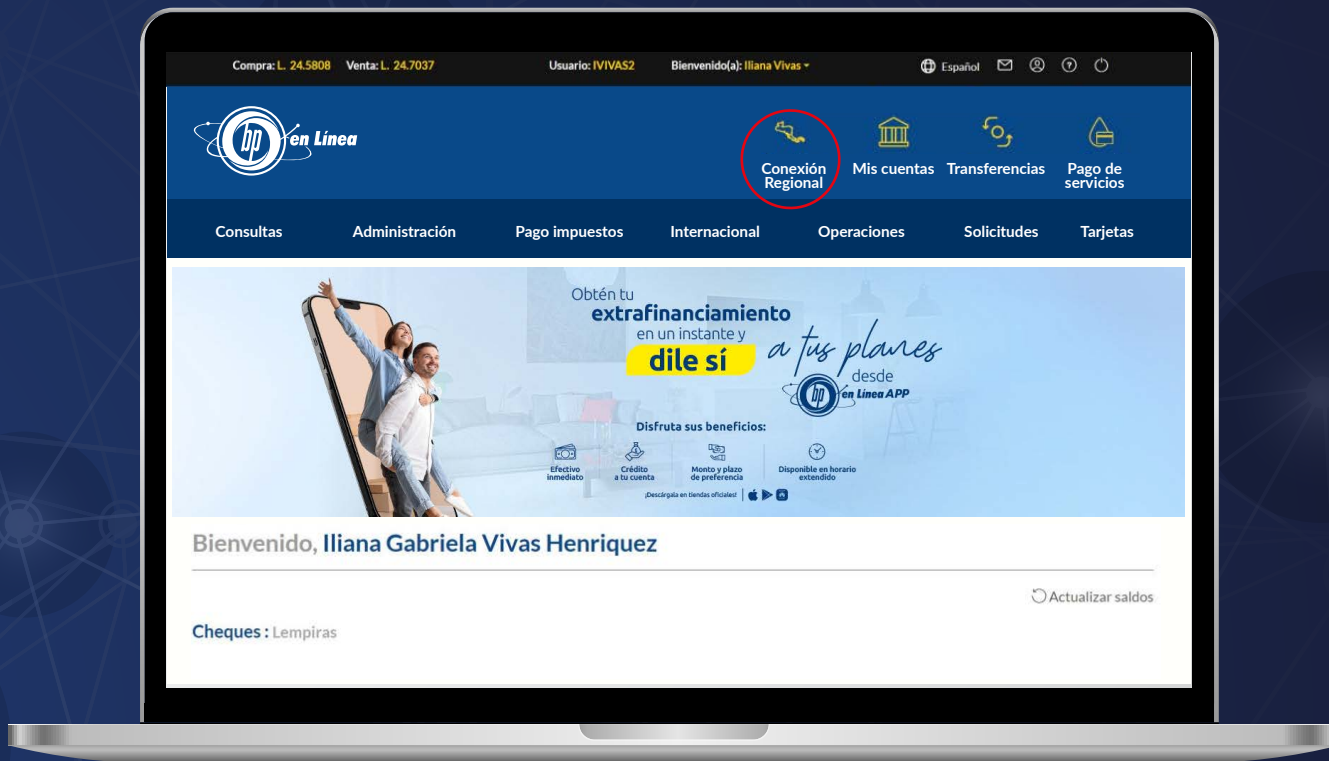 Compra: L. 24.5808 Venta: L. 24.7037 Usuario: IVIVAS2 Bienvenido(a): Iliana Vivas Español
bp en Línea
Conexión Regional
Mis cuentas
Transferencias
Pago de servicios
Consultas Administración Pago impuestos Internacional Operaciones Solicitudes Tarjetas
Obtén tu
extrafinanciamiento
en un instante y
dile sí
a tus planes
desde
bp en Línea APP
Disfruta sus beneficios:
Efectivo inmediato
Crédito a tu cuenta
Monto y plazo de preferencia
Disponible en horario extendido
¡Descárgala en tiendas oficiales!
Bienvenido, Iliana Gabriela Vivas Henriquez
Actualizar saldos
Cheques : Lempiras